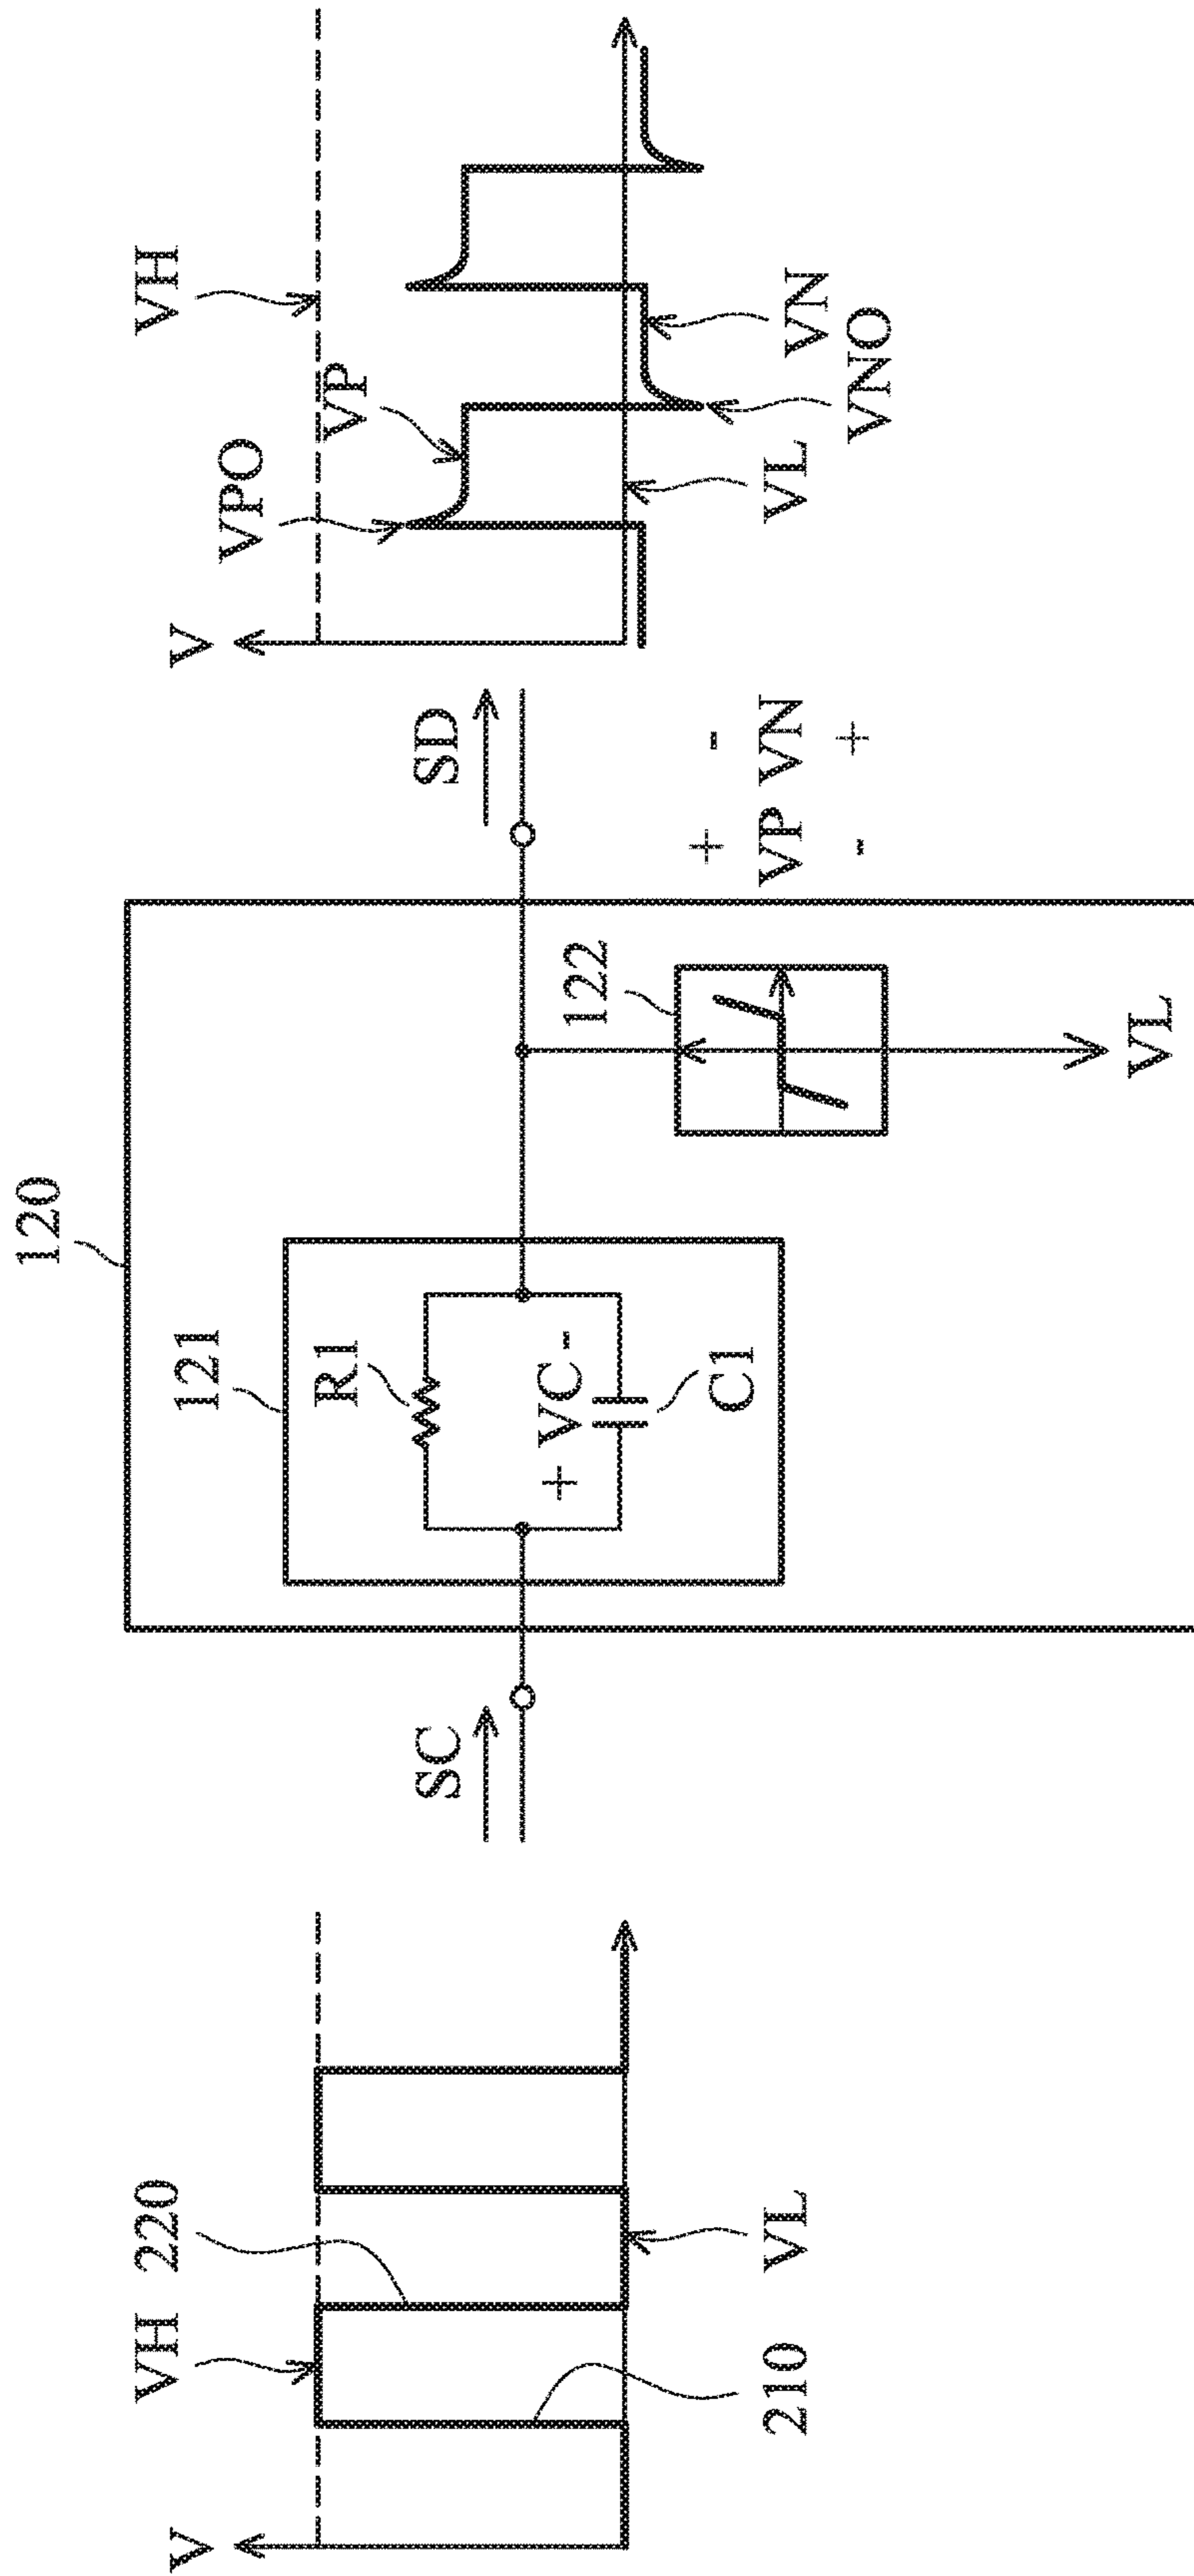 V
VH
220
210
VL
SC
120
121
R1
+ VC -
C1
122
VL
SD
+ -
VP VN
- +
V
VH
VPO
VP
VL
VN
VNO